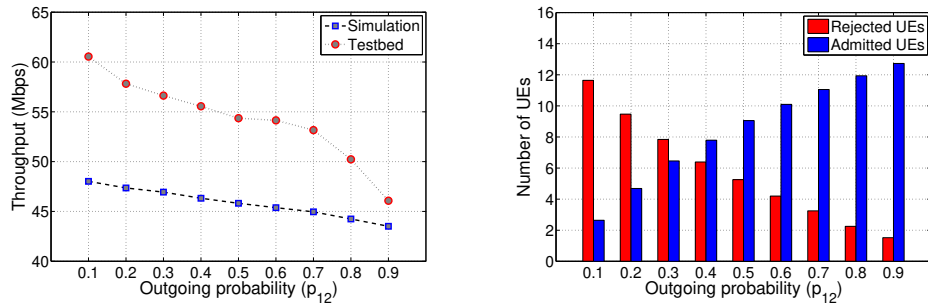 65
60
55
50
45
40
Throughput (Mbps)
Simulation
Testbed
0.1 0.2 0.3 0.4 0.5 0.6 0.7 0.8 0.9
Outgoing probability (p12)
16
14
12
10
8
6
4
2
0
Number of UEs
Rejected UEs
Admitted UEs
0.1 0.2 0.3 0.4 0.5 0.6 0.7 0.8 0.9
Outgoing probability (p12)